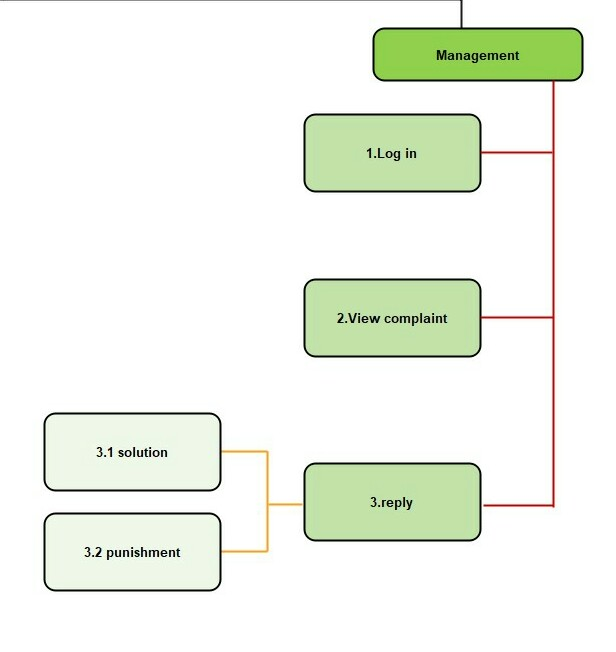 Management
1.Log in
2.View complaint
3.reply
3.1 solution
3.2 punishment